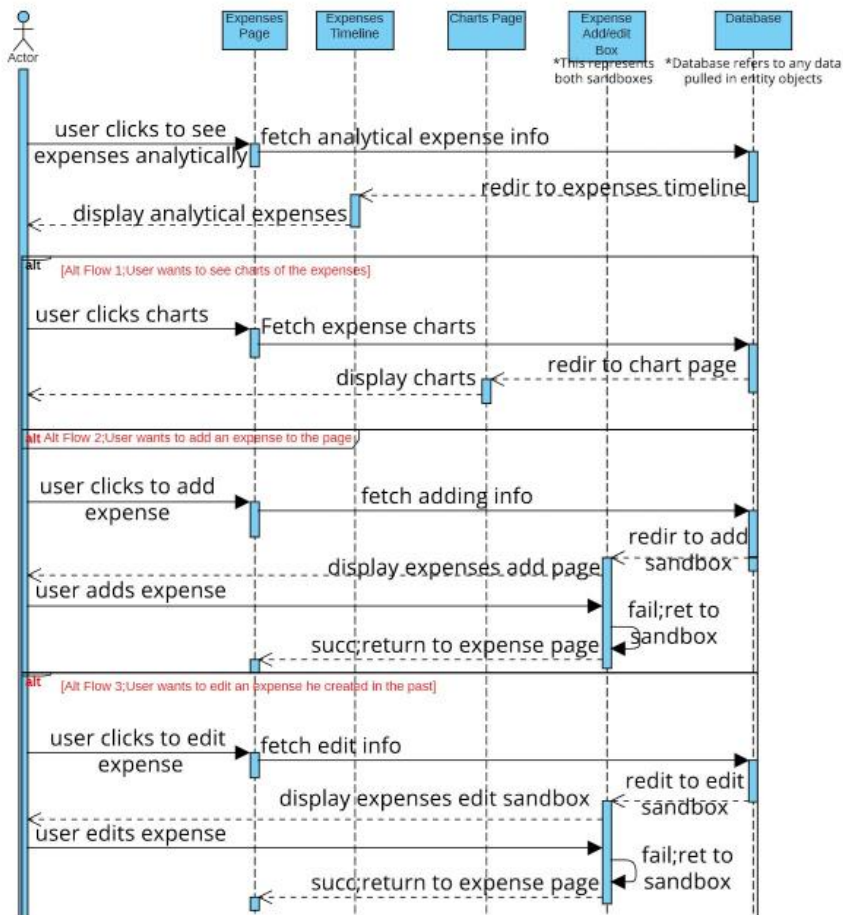 Expenses
Page
Expenses
Timeline
Charts Page
Expense
Add/edit
Box
Database
Actor
*This represents
both sandboxes
*Database refers to any data
pulled in entity objects
user clicks to see
expenses analytically
fetch analytical expense info
redir to expenses timeline
display analytical expenses
alt
[Alt Flow 1;User wants to see charts of the expenses]
user clicks charts
Fetch expense charts
redir to chart page
display charts
alt Alt Flow 2;User wants to add an expense to the page
user clicks to add
expense
fetch adding info
redir to add
sandbox
display expenses add page
user adds expense
fail;ret to
sandbox
succ;return to expense page
alt
[Alt Flow 3;User wants to edit an expense he created in the past]
user clicks to edit
expense
fetch edit info
redit to edit
sandbox
display expenses edit sandbox
user edits expense
fail;ret to
sandbox
succ;return to expense page